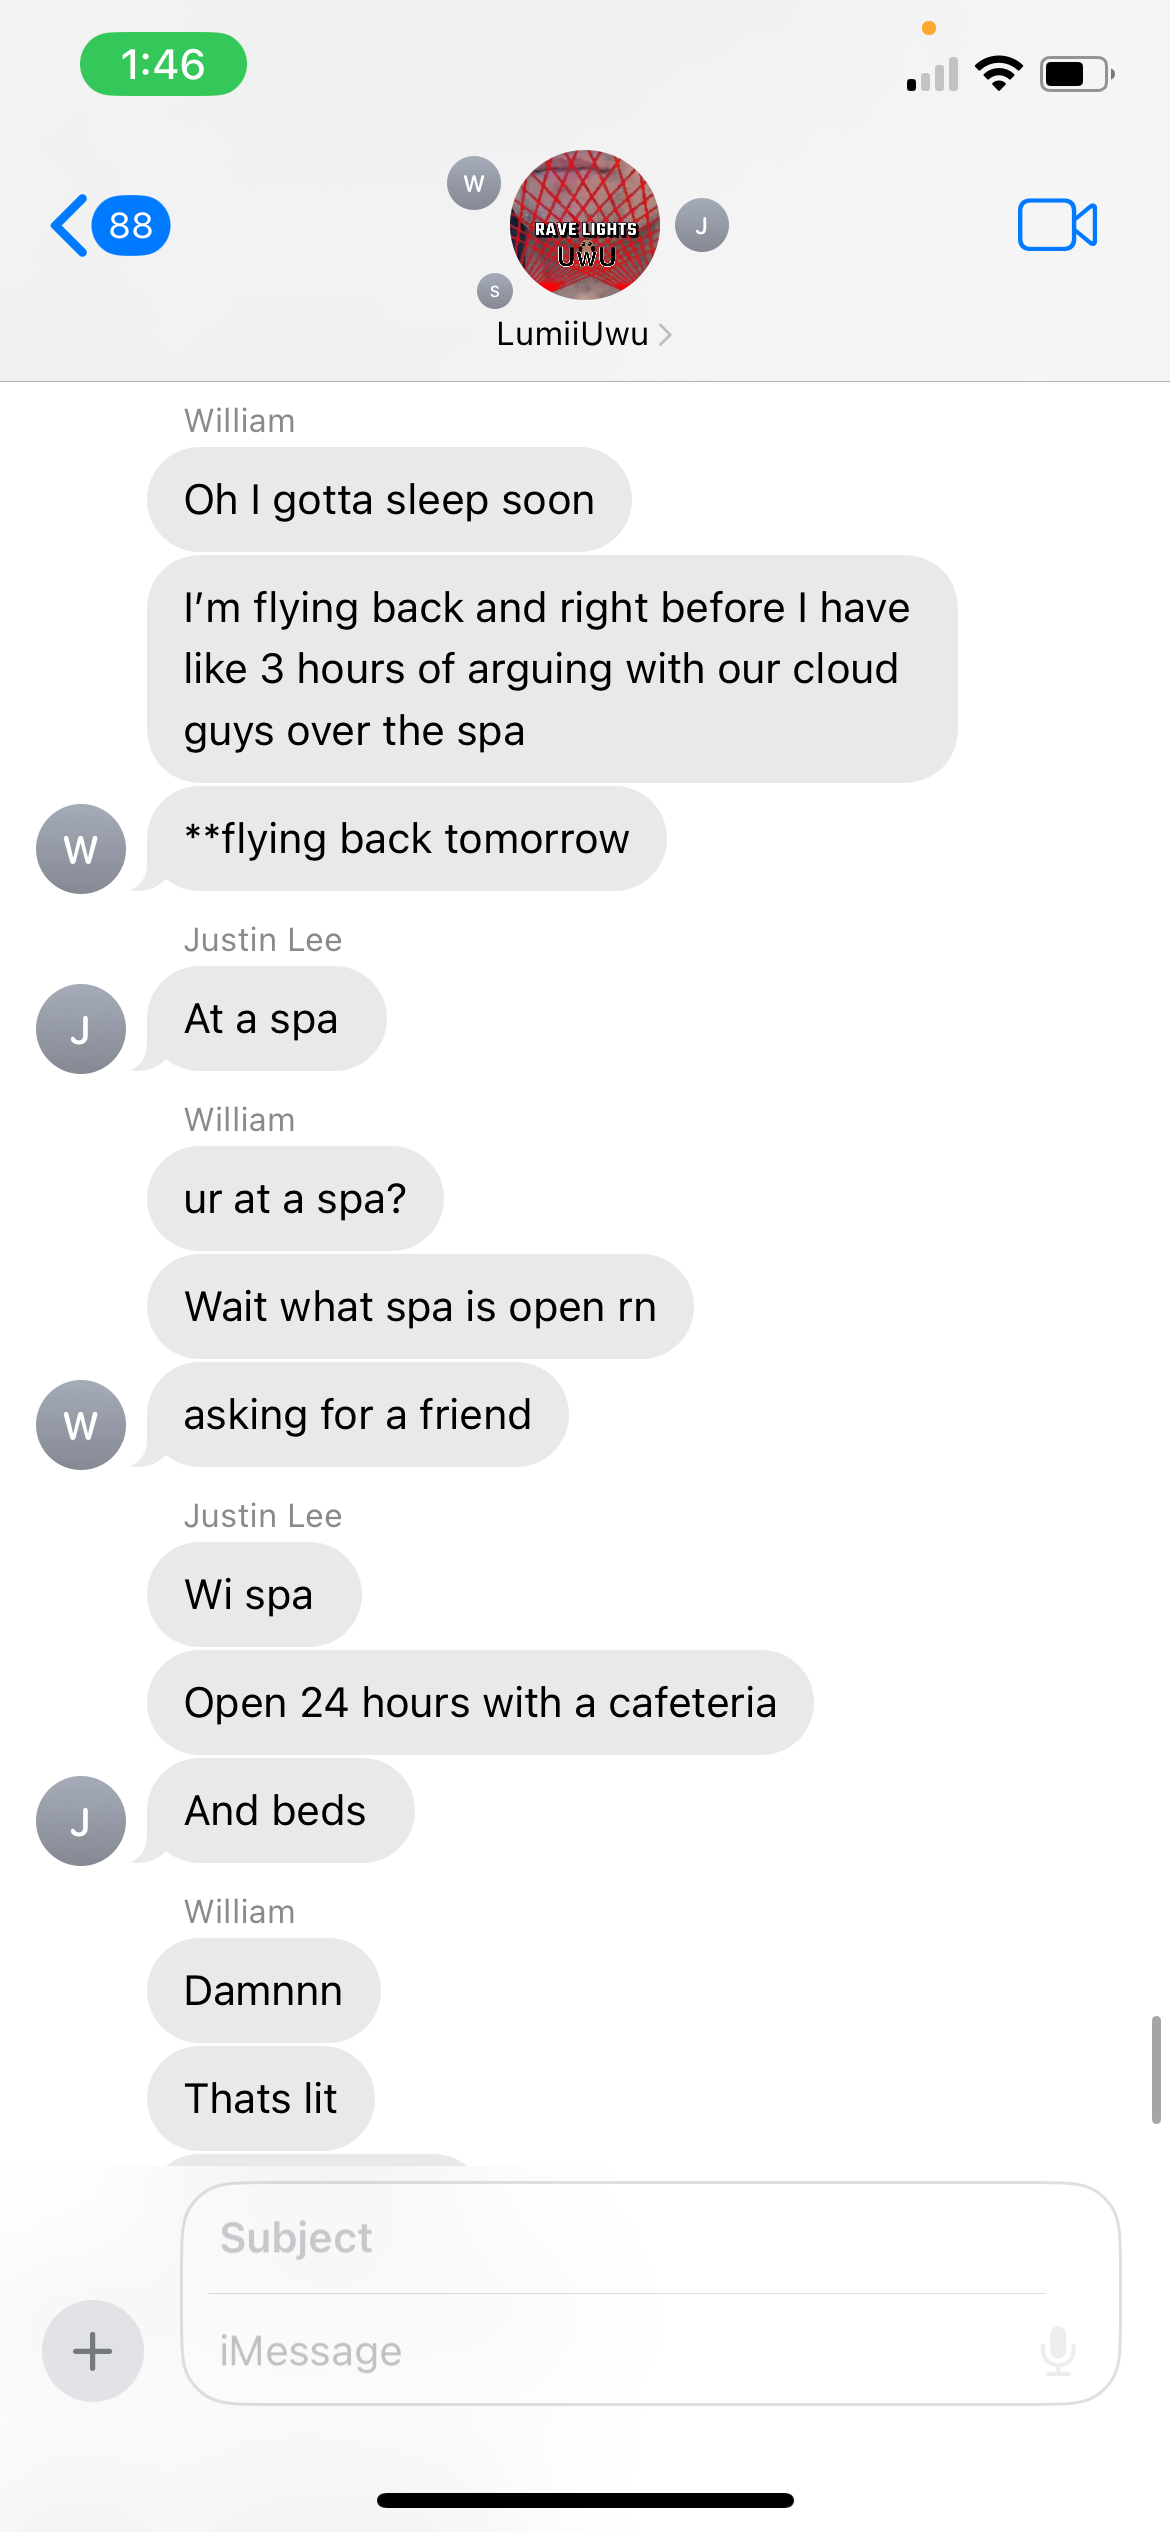 1:46
88
W
RAVE LIGHTS
UWU
J
S
LumiiUwu
William
Oh I gotta sleep soon
I’m flying back and right before I have
like 3 hours of arguing with our cloud
guys over the spa
W
**flying back tomorrow
Justin Lee
J
At a spa
William
ur at a spa?
Wait what spa is open rn
W
asking for a friend
Justin Lee
Wi spa
Open 24 hours with a cafeteria
J
And beds
William
Damnnn
Thats lit
Subject
iMessage